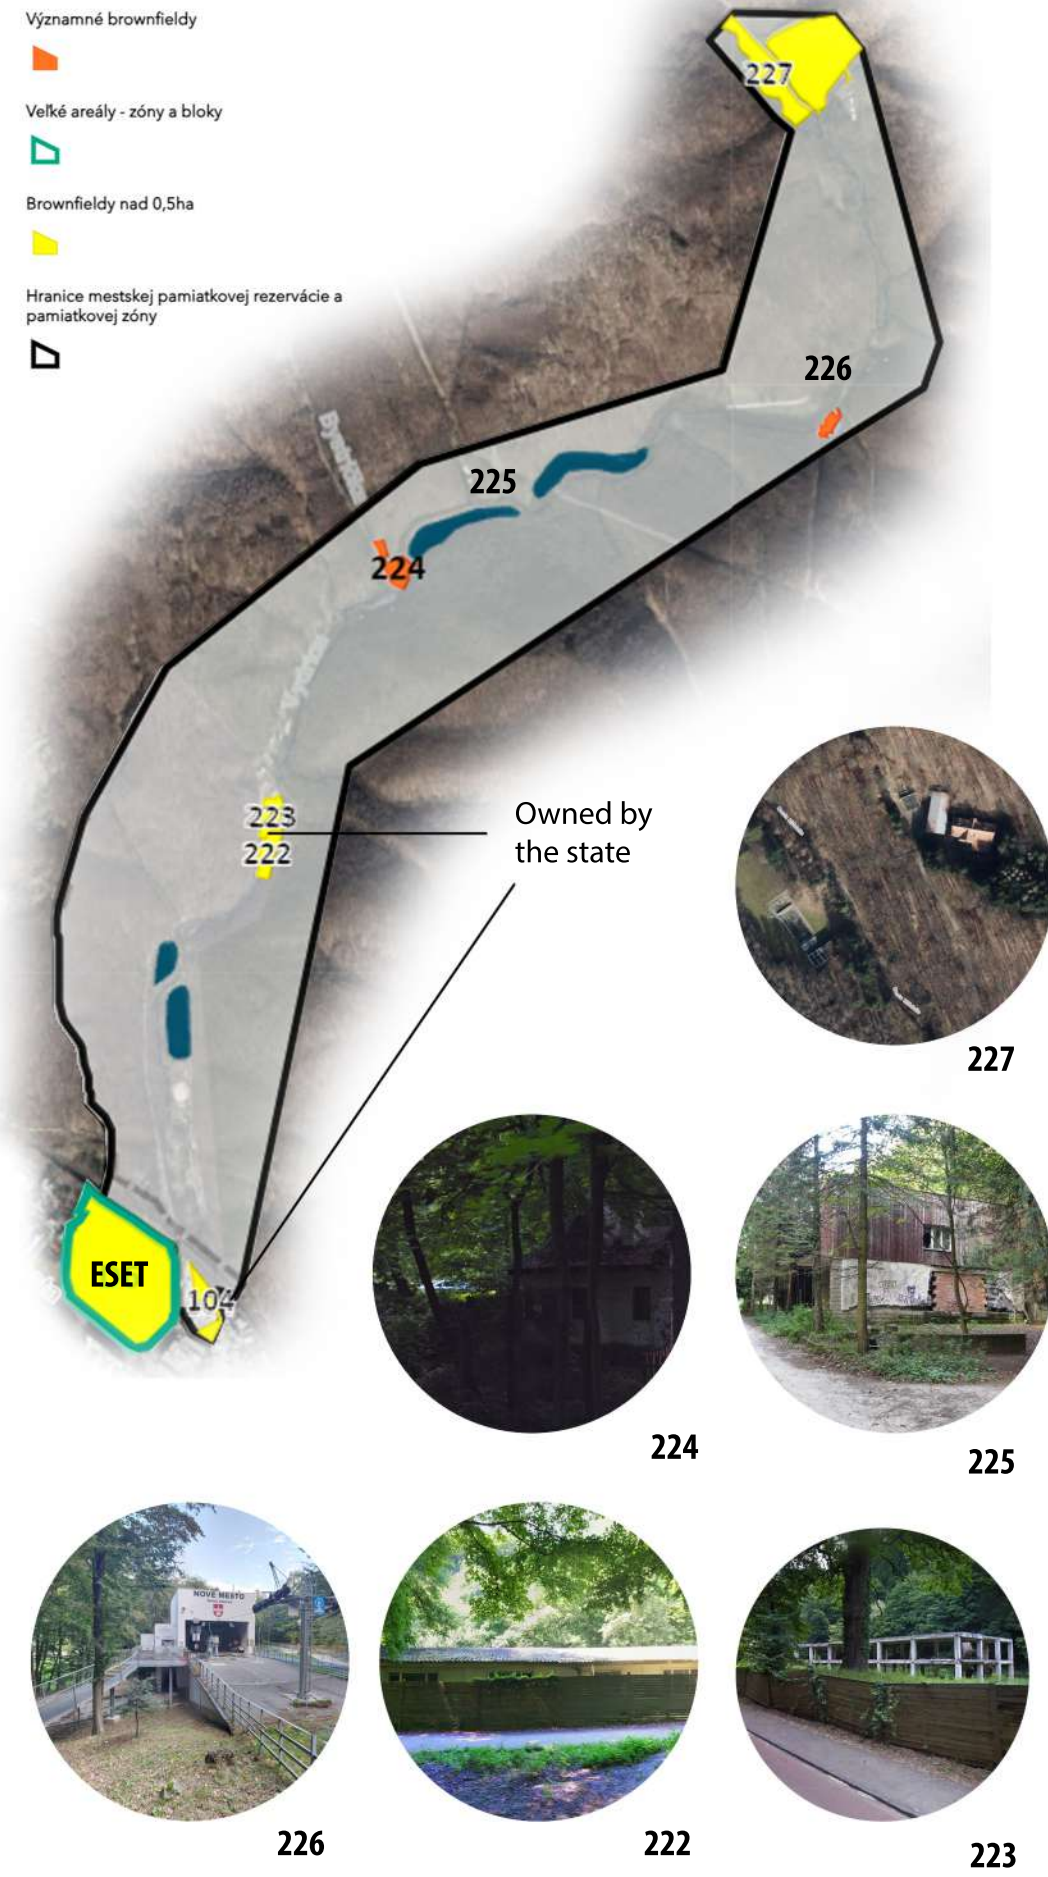 Významné brownfieldy
Veľké areály - zóny a bloky
Brownfieldy nad 0,5ha
Hranice mestskej pamiatkovej rezervácie a
pamiatkovej zóny
227
226
225
224
223
222
Owned by
the state
ESET
104
227
224
225
NOVÉ MESTO
226
222
223